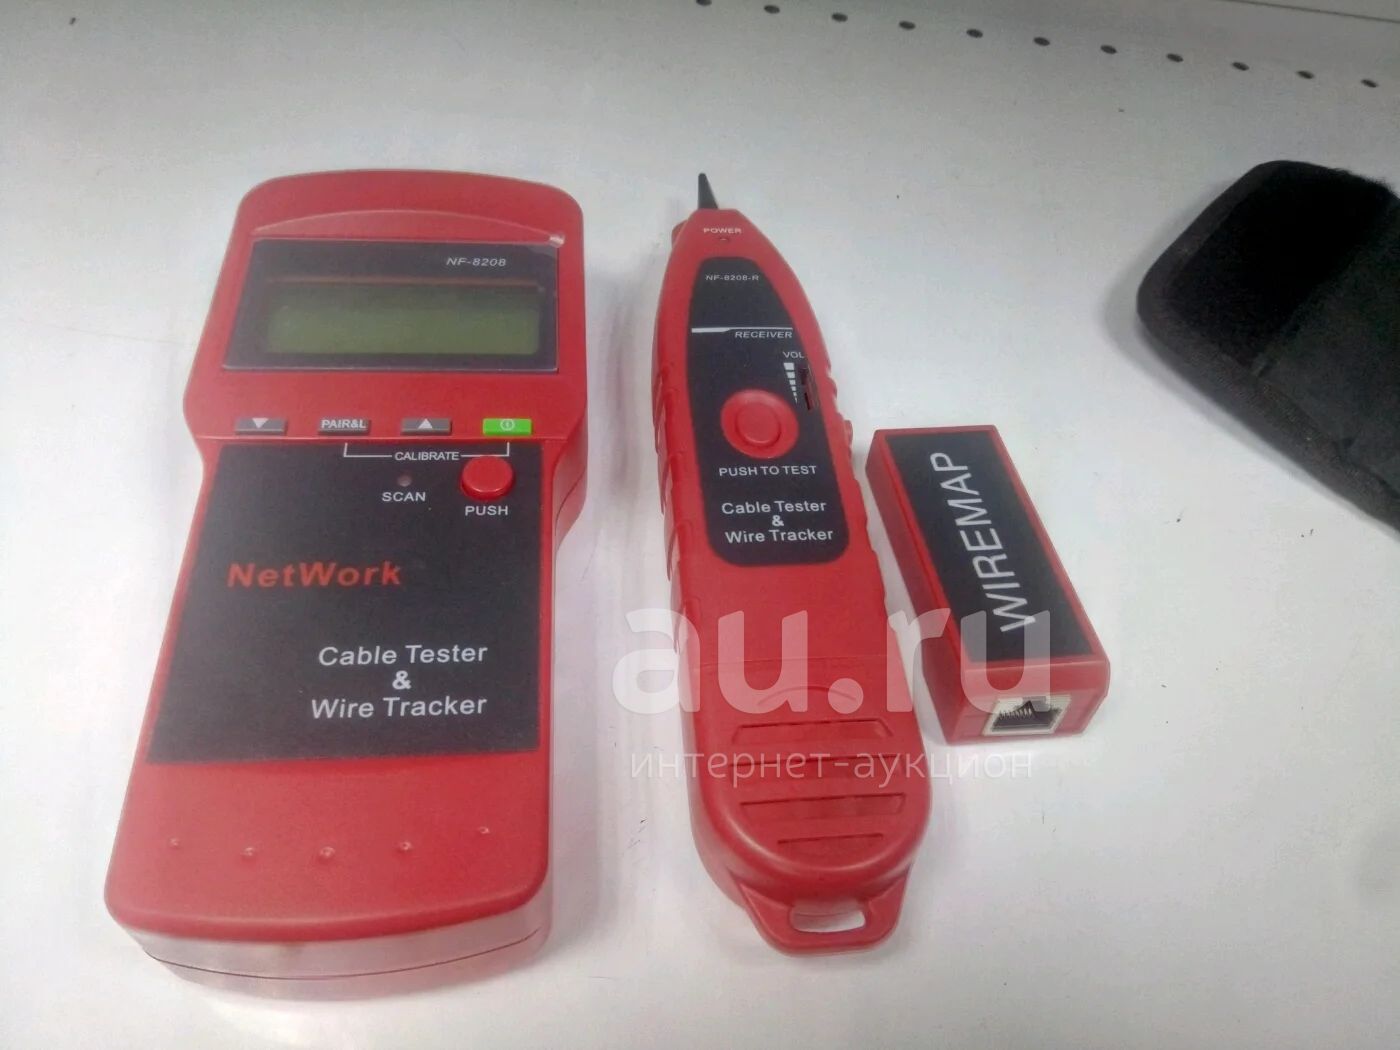 NF-8208
PAIR&L
CALIBRATE
SCAN
PUSH
NetWork
Cable Tester
&
Wire Tracker
POWER
NF-8208-R
RECEIVER
VOL
PUSH TO TEST
Cable Tester
&
Wire Tracker
WIREMAP
au.ru
интернет-аукцион